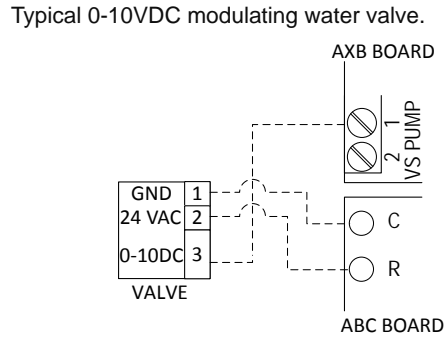 Typical 0-10VDC modulating water valve.
AXB BOARD
1
2
VS PUMP
GND 1
24 VAC 2
0-10DC 3
VALVE
C
R
ABC BOARD